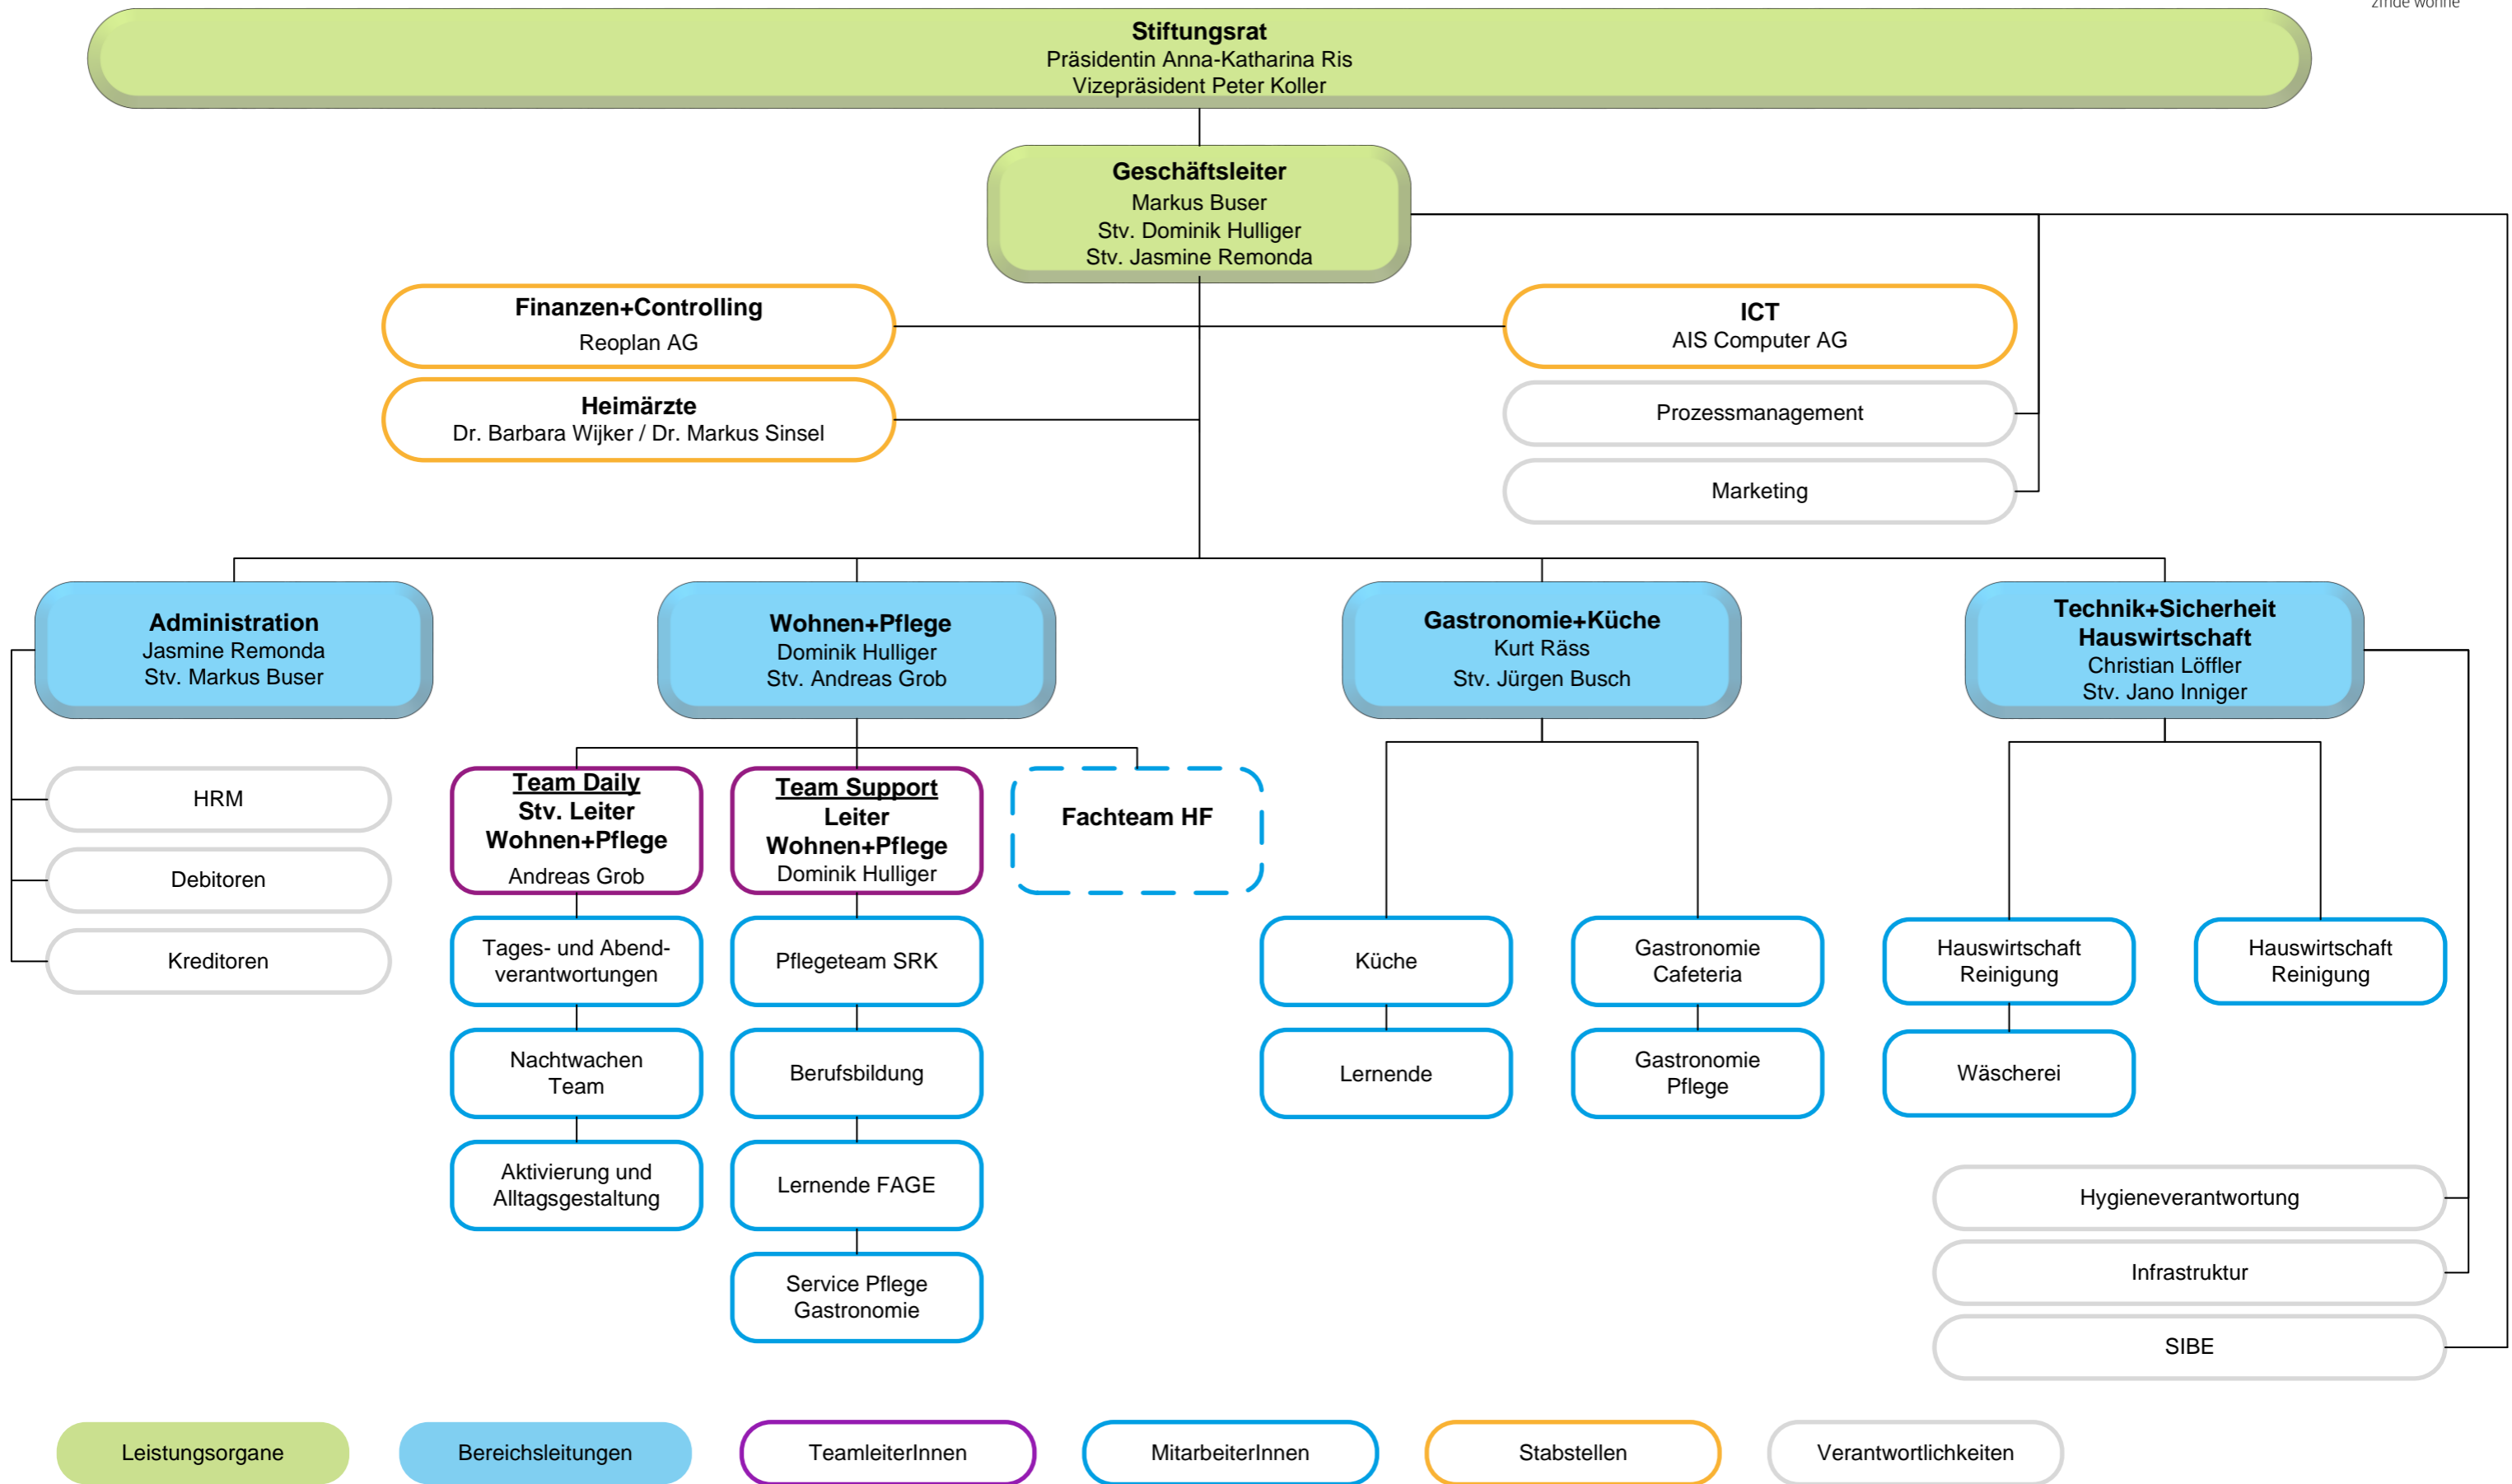 zfride wohne
Stiftungsrat
Präsidentin Anna-Katharina Ris
Vizepräsident Peter Koller
Geschäftsleiter
Markus Buser
Stv. Dominik Hulliger
Stv. Jasmine Remonda
Finanzen+Controlling
Reoplan AG
ICT
AIS Computer AG
Heimärzte
Dr. Barbara Wijker / Dr. Markus Sinsel
Prozessmanagement
Marketing
Administration
Jasmine Remonda
Stv. Markus Buser
Wohnen+Pflege
Dominik Hulliger
Stv. Andreas Grob
Gastronomie+Küche
Kurt Räss
Stv. Jürgen Busch
Technik+Sicherheit
Hauswirtschaft
Christian Löffler
Stv. Jano Inniger
HRM
Debitoren
Kreditoren
Team Daily
Stv. Leiter
Wohnen+Pflege
Andreas Grob
Team Support
Leiter
Wohnen+Pflege
Dominik Hulliger
Fachteam HF
Tages- und Abend-
verantwortungen
Nachtwachen
Team
Aktivierung und
Alltagsgestaltung
Pflegeteam SRK
Berufsbildung
Lernende FAGE
Service Pflege
Gastronomie
Küche
Lernende
Gastronomie
Cafeteria
Gastronomie
Pflege
Hauswirtschaft
Reinigung
Wäscherei
Hauswirtschaft
Reinigung
Hygieneverantwortung
Infrastruktur
SIBE
Leistungsorgane
Bereichsleitungen
TeamleiterInnen
MitarbeiterInnen
Stabstellen
Verantwortlichkeiten